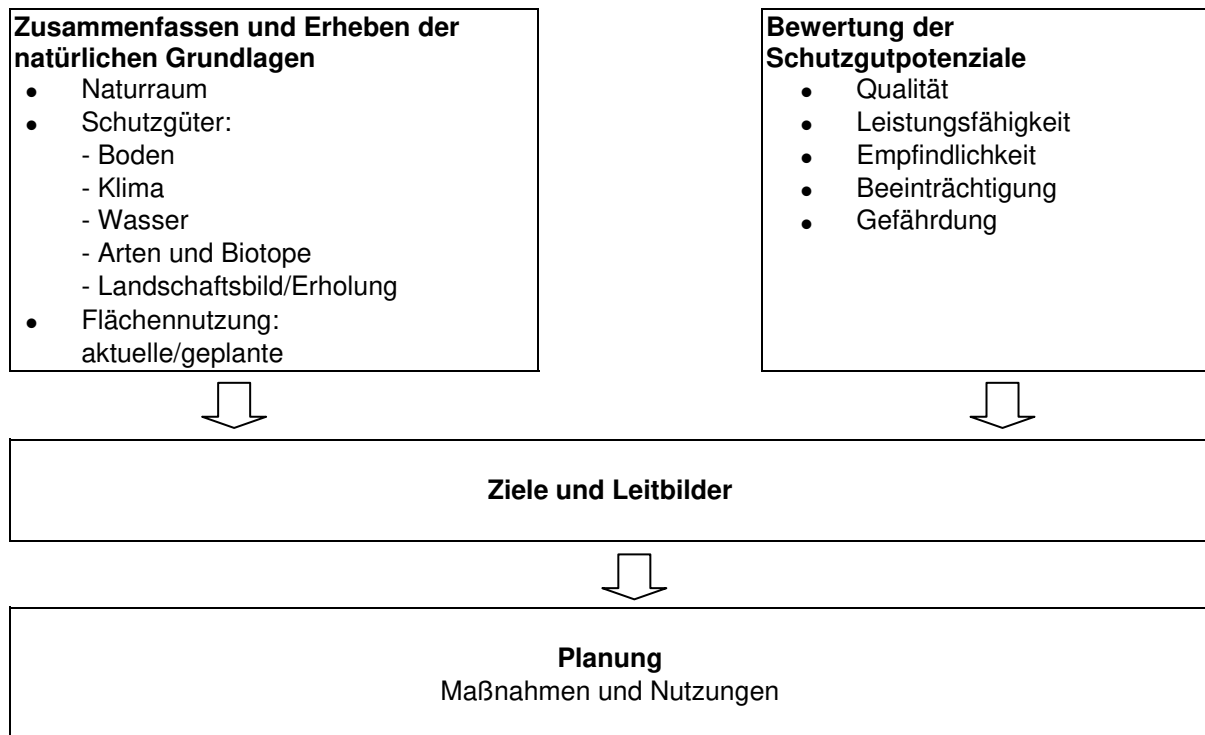 Zusammenfassen und Erheben der
natürlichen Grundlagen
• Naturraum
• Schutzgüter:
- Boden
- Klima
- Wasser
- Arten und Biotope
- Landschaftsbild/Erholung
• Flächennutzung:
aktuelle/geplante
Bewertung der
Schutzgutpotenziale
• Qualität
• Leistungsfähigkeit
• Empfindlichkeit
• Beeinträchtigung
• Gefährdung
Ziele und Leitbilder
Planung
Maßnahmen und Nutzungen